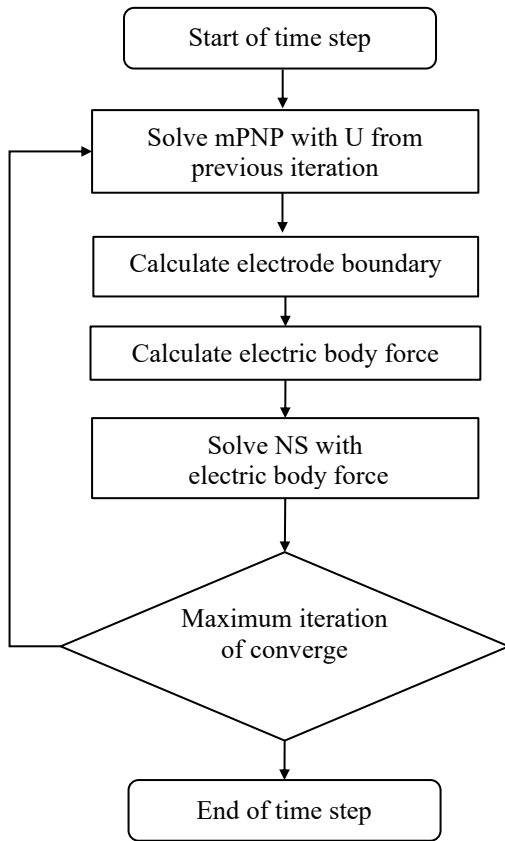 Start of time step
Solve mPNP with U from
previous iteration
Calculate electrode boundary
Calculate electric body force
Solve NS with
electric body force
Maximum iteration
of converge
End of time step